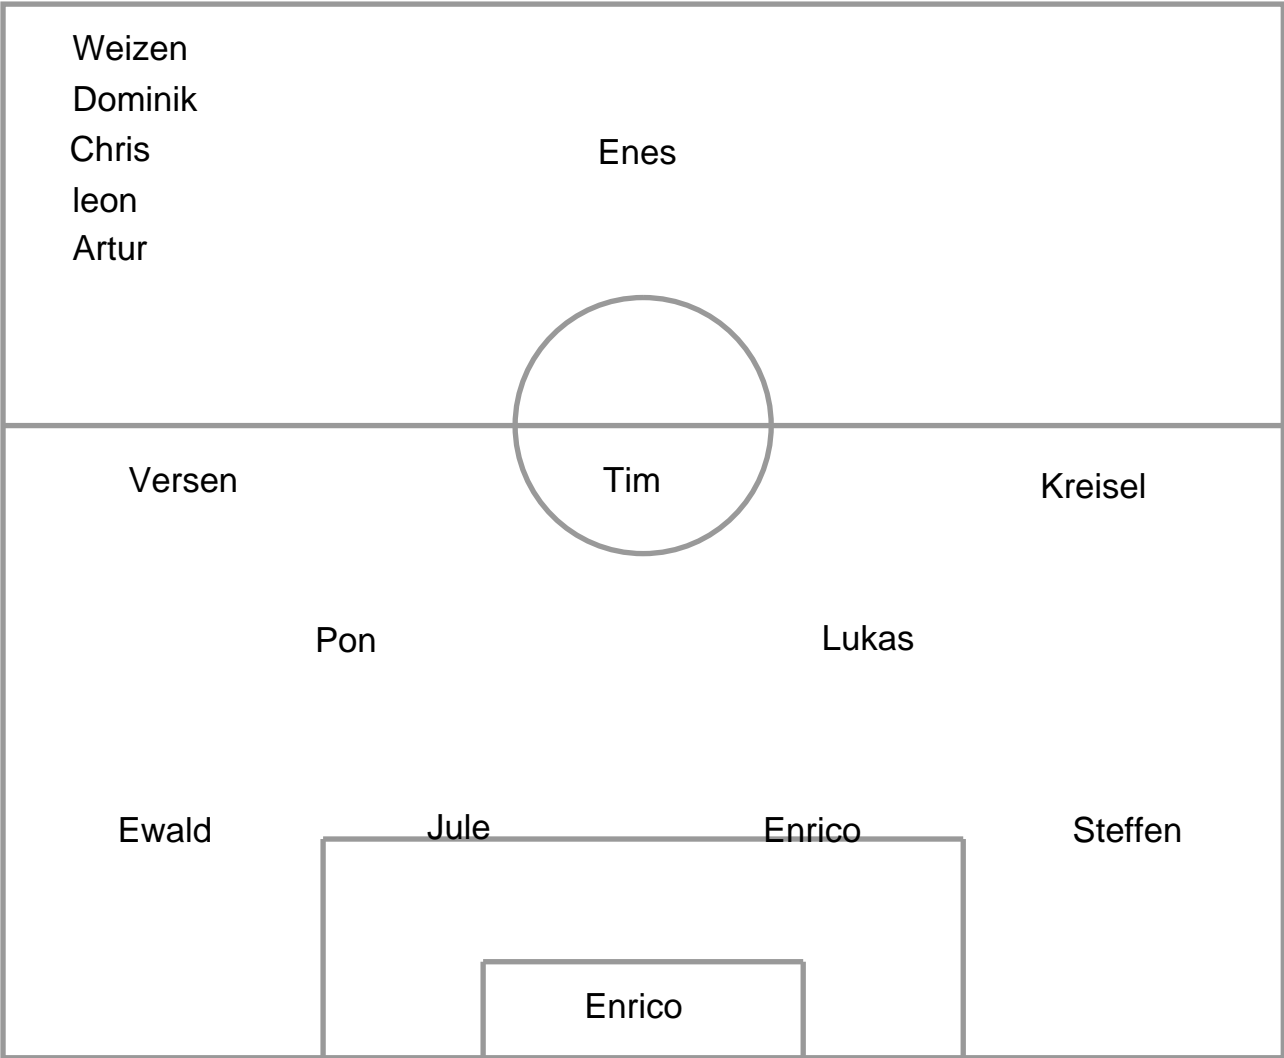 Weizen
Dominik
Chris
leon
Artur
Enes
Versen
Tim
Kreisel
Pon
Lukas
Ewald
Jule
Enrico
Steffen
Enrico